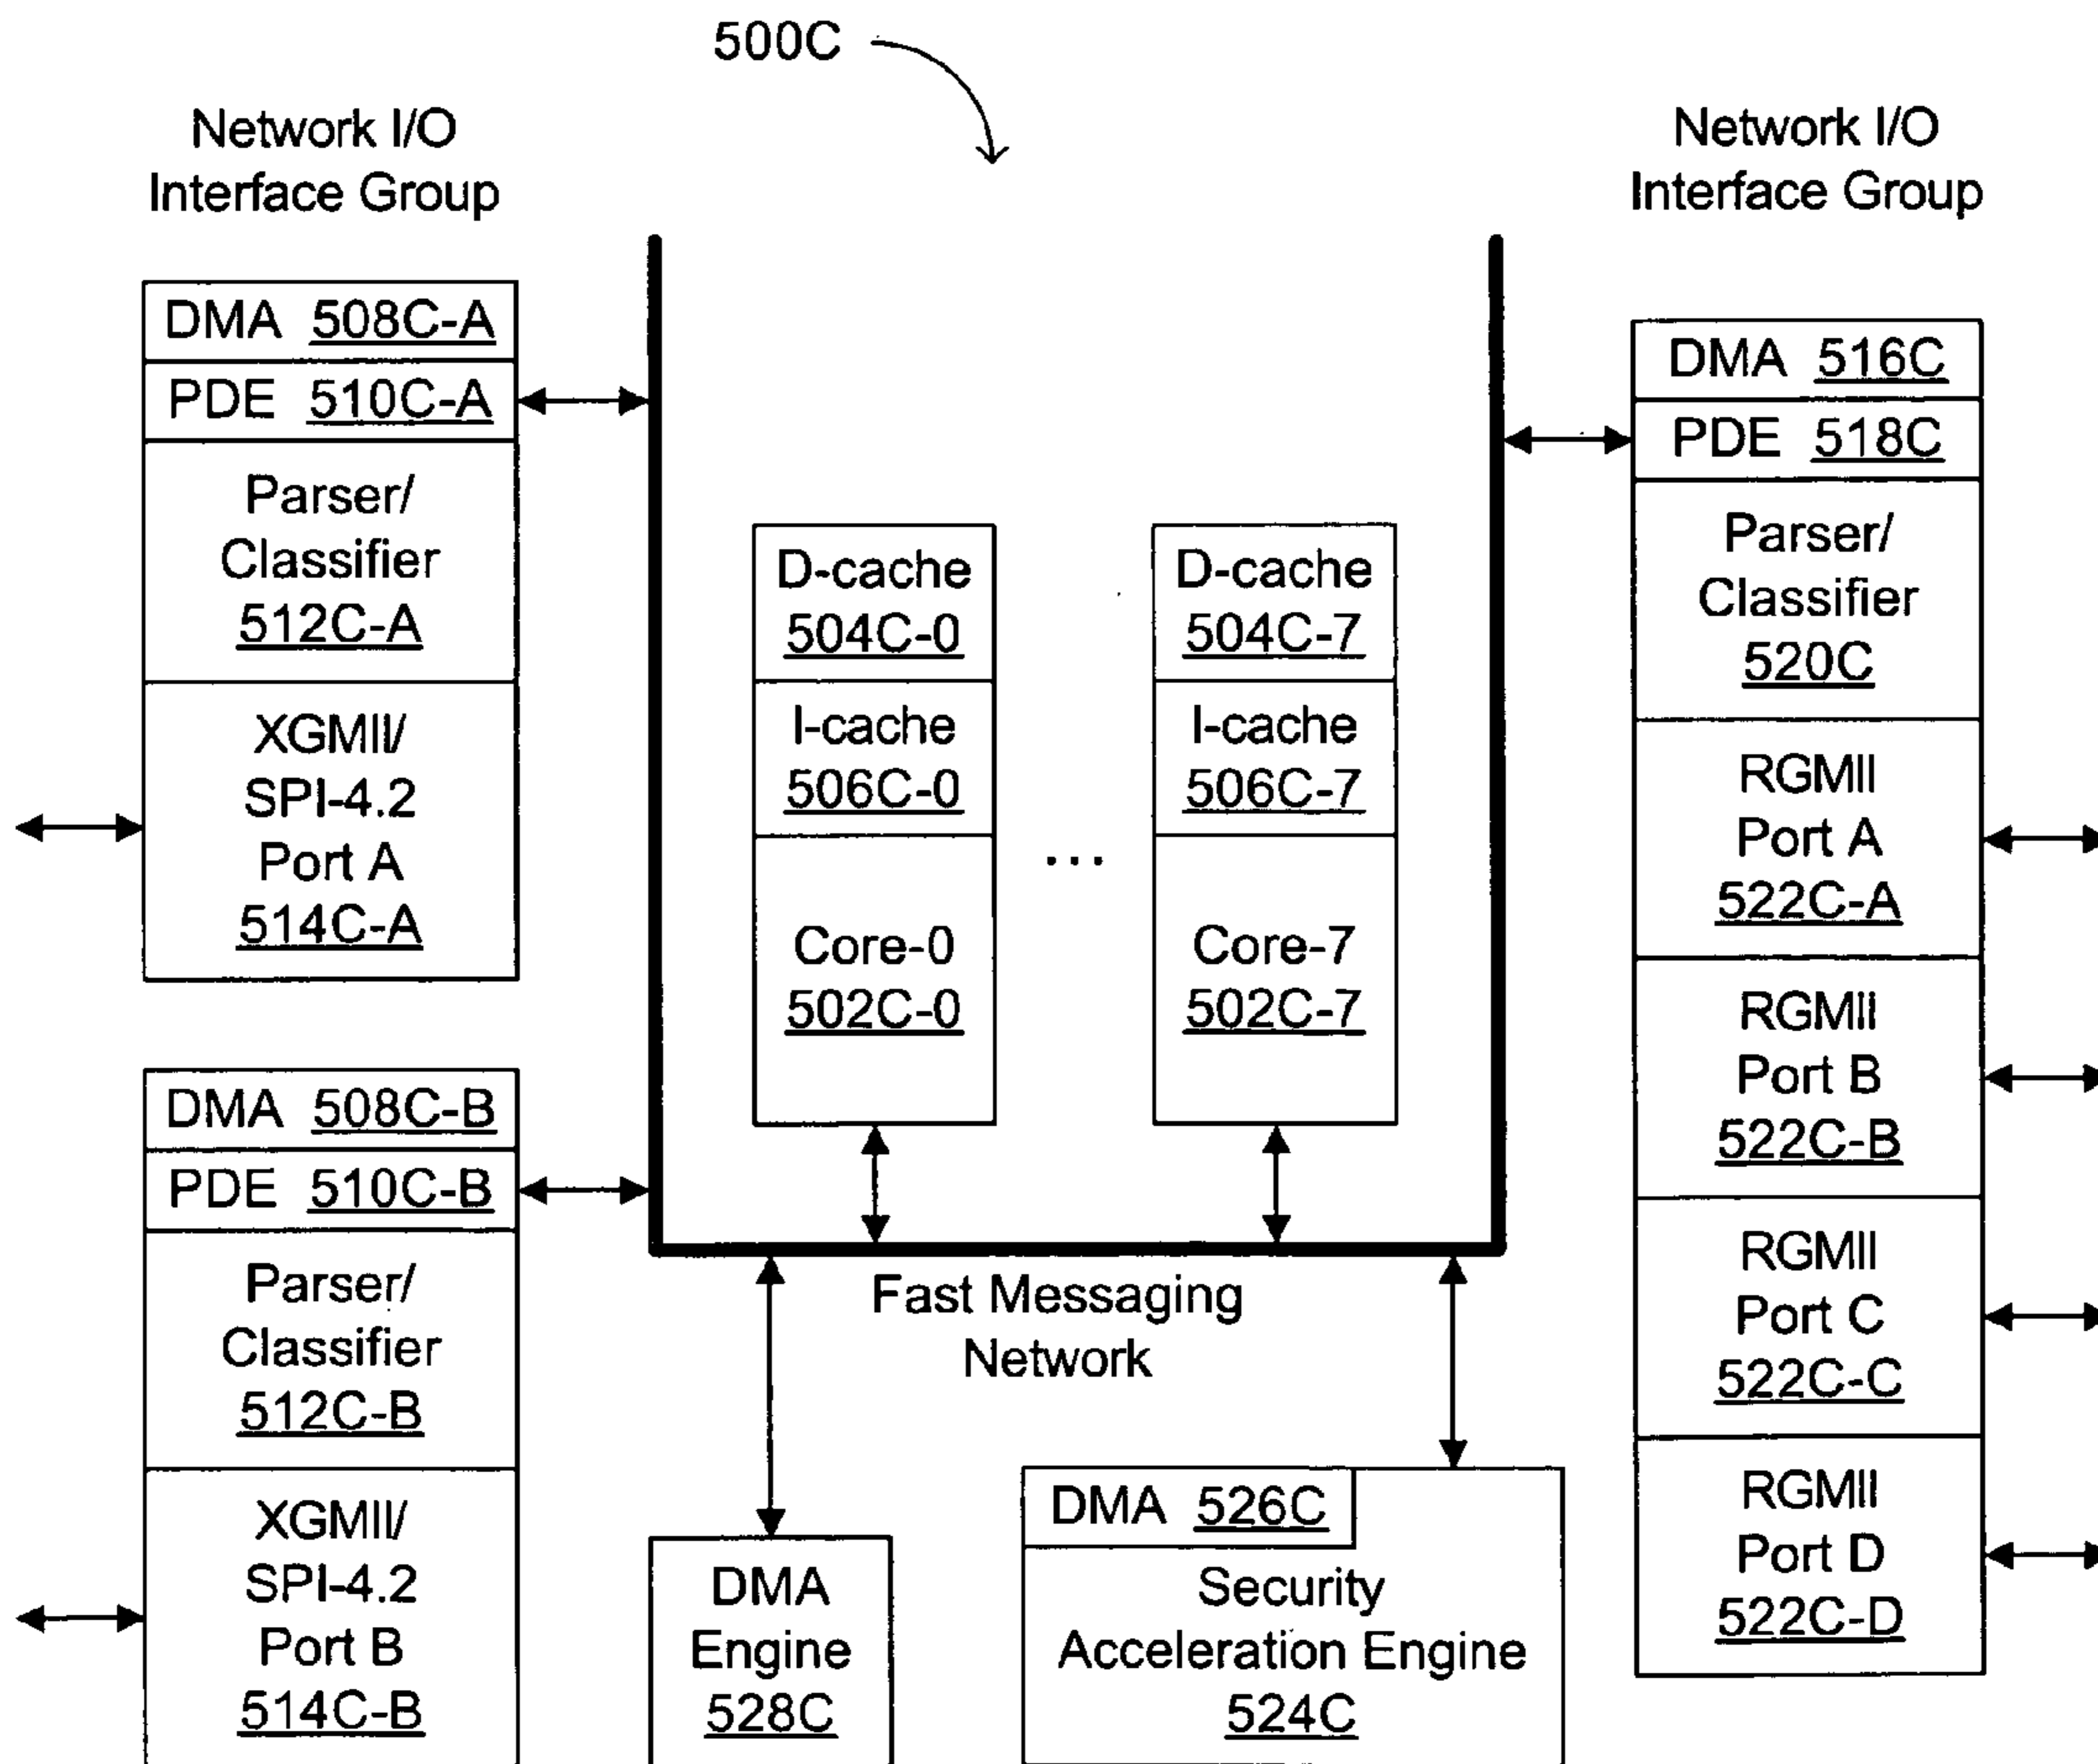 500C
Network I/O
Interface Group
DMA 508C-A
PDE 510C-A
Parser/
Classifier
512C-A
XGMII/
SPI-4.2
Port A
514C-A
DMA 508C-B
PDE 510C-B
Parser/
Classifier
512C-B
XGMII/
SPI-4.2
Port B
514C-B
D-cache
504C-0
I-cache
506C-0
Core-0
502C-0
...
D-cache
504C-7
I-cache
506C-7
Core-7
502C-7
Fast Messaging
Network
DMA
Engine
528C
DMA 526C
Security
Acceleration Engine
524C
Network I/O
Interface Group
DMA 516C
PDE 518C
Parser/
Classifier
520C
RGMII
Port A
522C-A
RGMII
Port B
522C-B
RGMII
Port C
522C-C
RGMII
Port D
522C-D